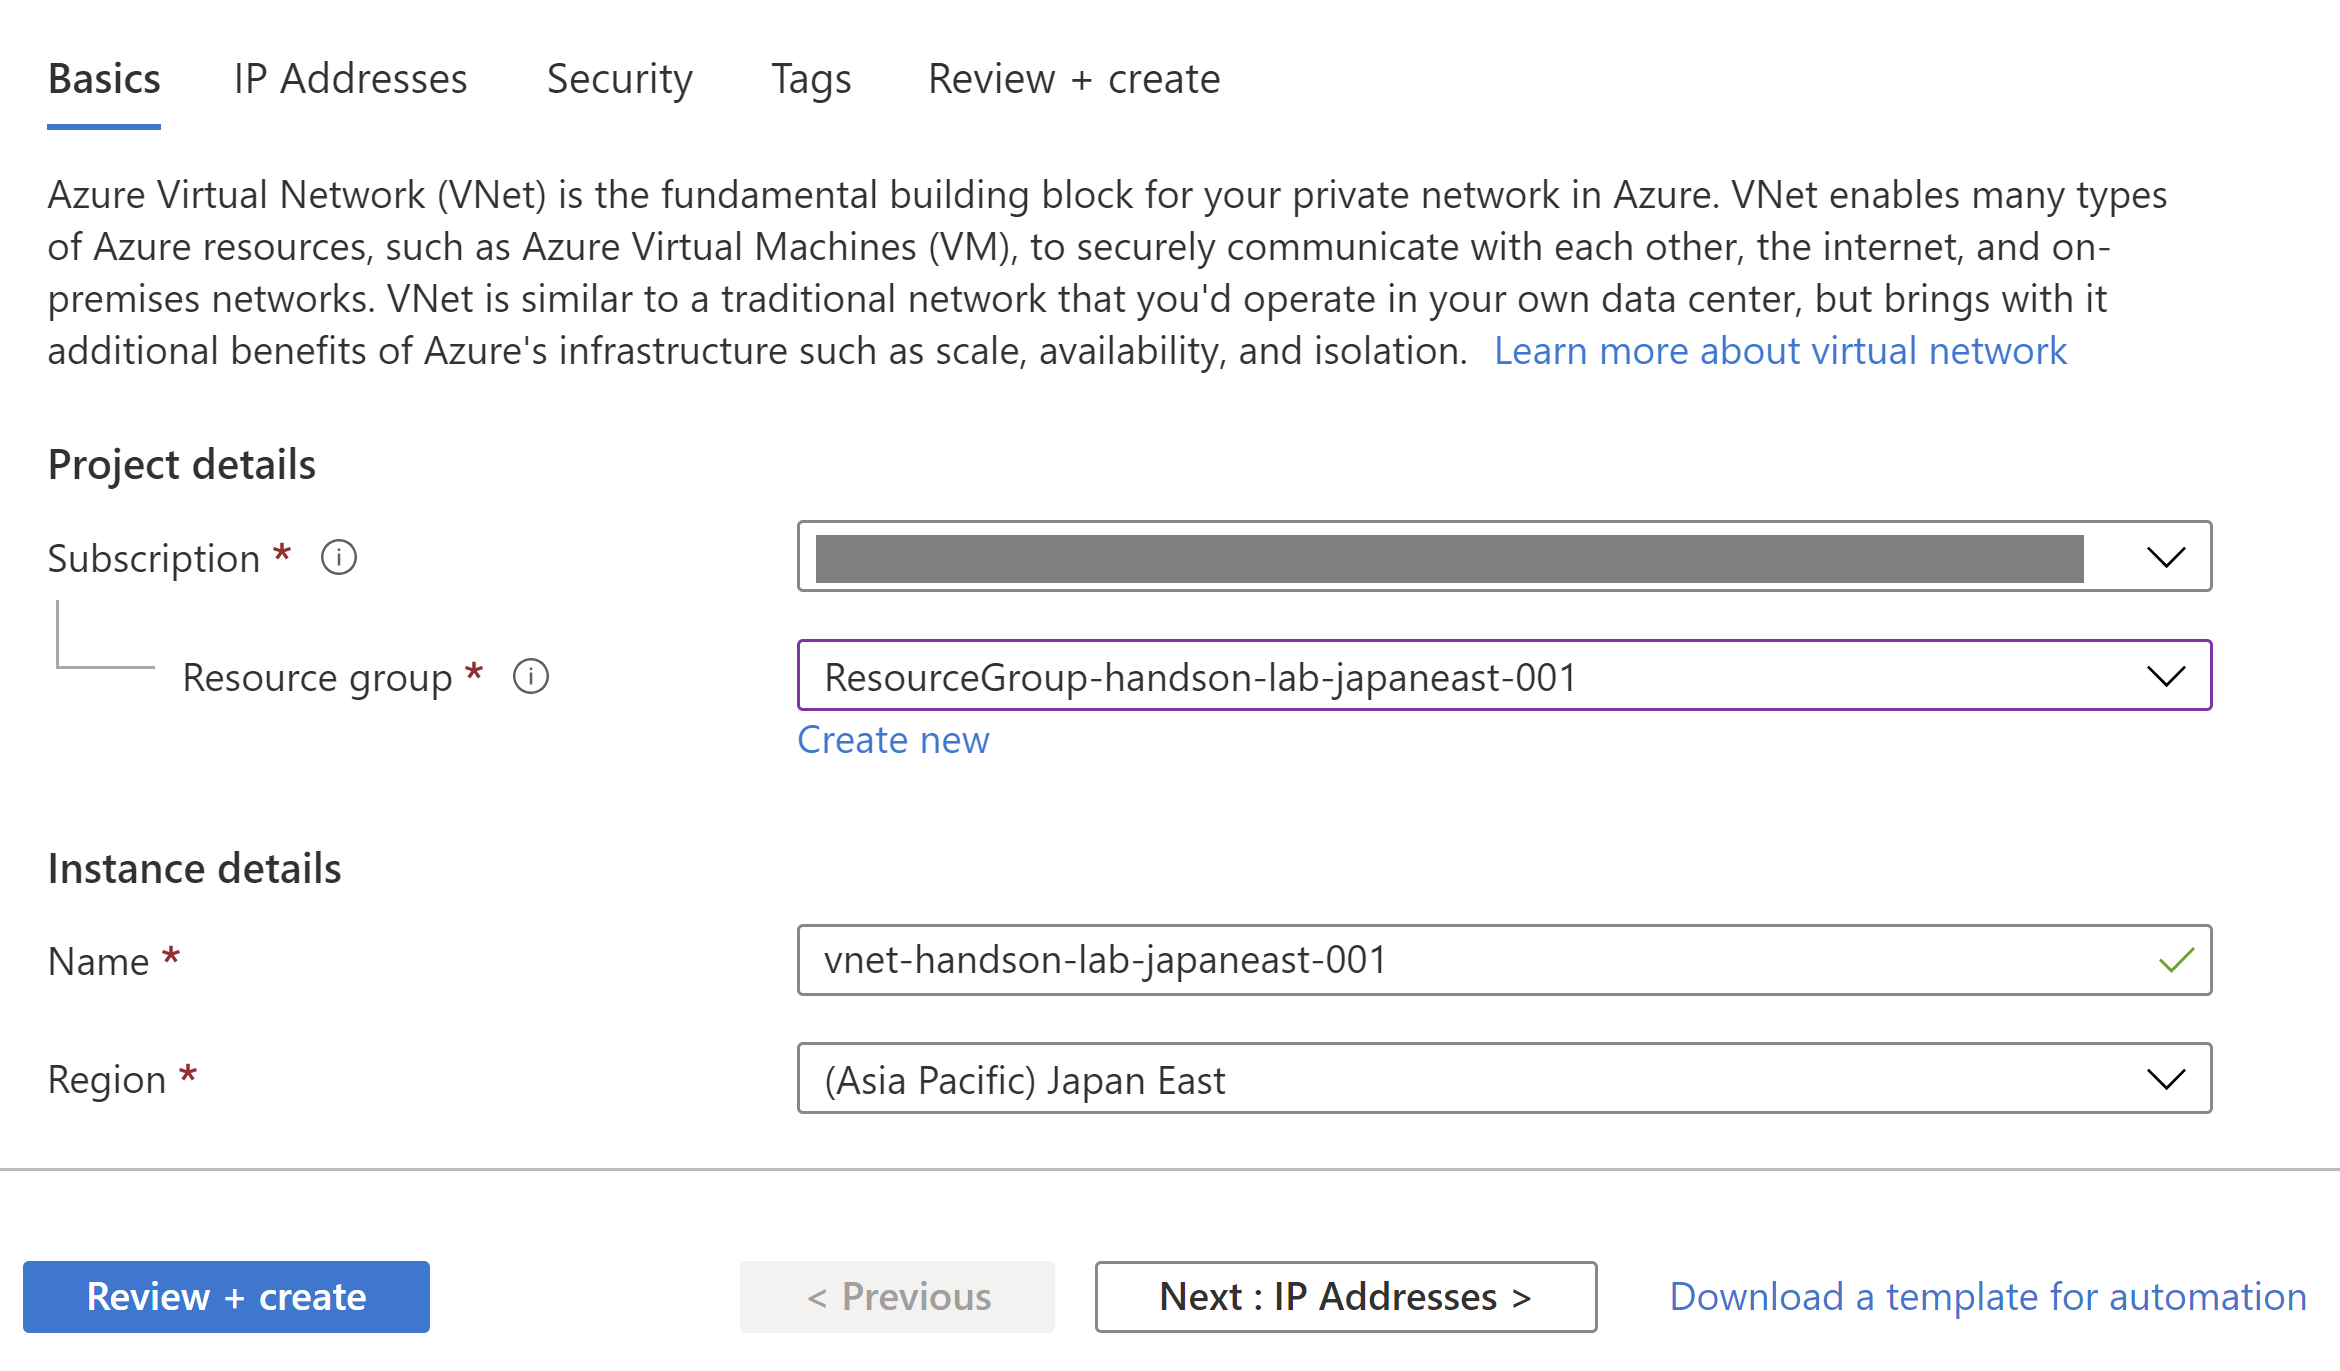 Basics IP Addresses Security Tags Review + create
Azure Virtual Network (VNet) is the fundamental building block for your private network in Azure. VNet enables many types
of Azure resources, such as Azure Virtual Machines (VM), to securely communicate with each other, the internet, and on-
premises networks. VNet is similar to a traditional network that you'd operate in your own data center, but brings with it
additional benefits of Azure's infrastructure such as scale, availability, and isolation. Learn more about virtual network
Project details
Subscription *
Resource group * ResourceGroup-handson-lab-japaneast-001
Create new
Instance details
Name * vnet-handson-lab-japaneast-001
Region * (Asia Pacific) Japan East
Review + create < Previous Next : IP Addresses > Download a template for automation